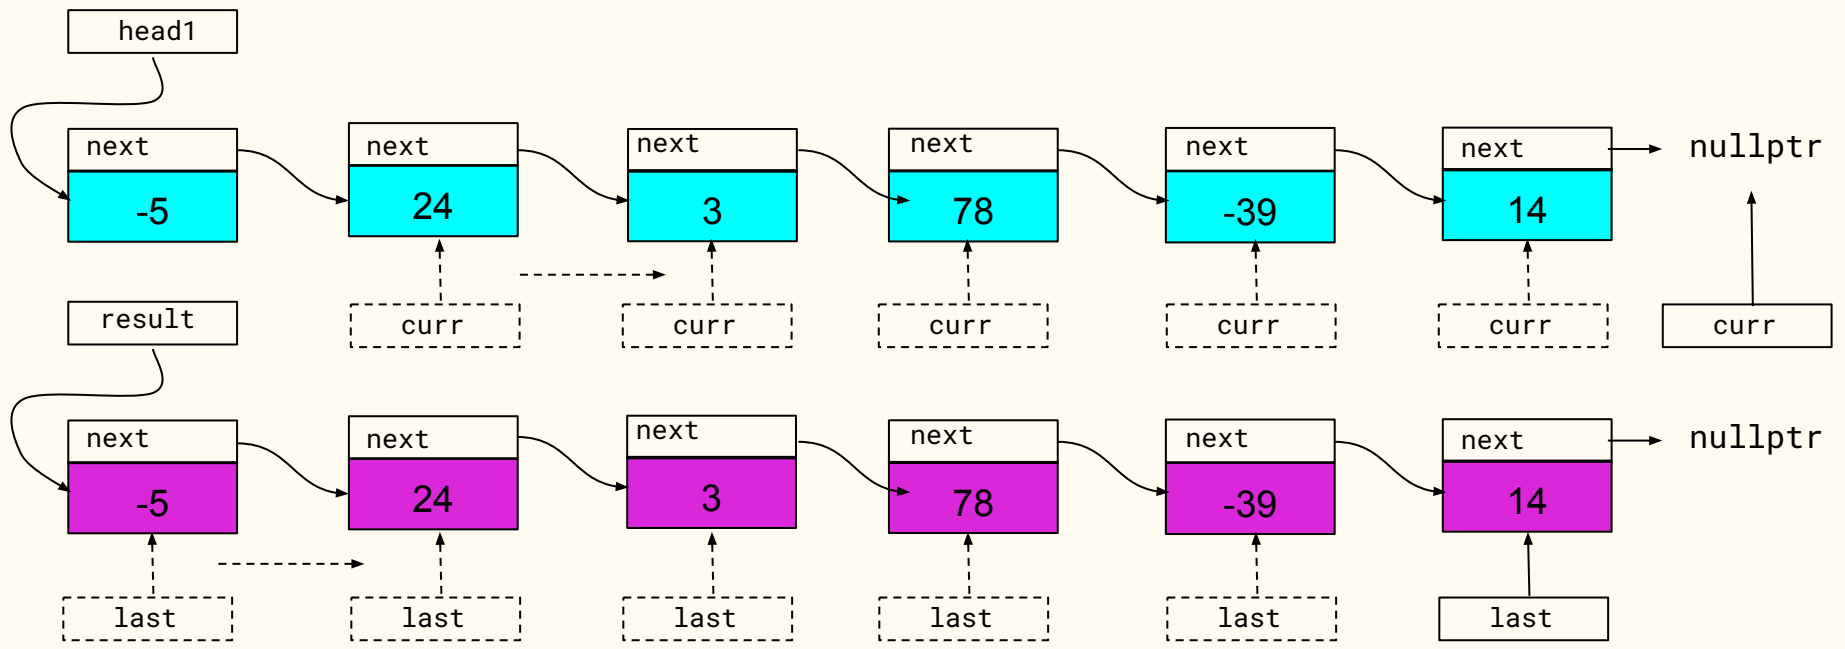 head1
next next next next next next nullptr
-5 24 3 78 -39 14
result curr curr curr curr curr curr
next next next next next next nullptr
-5 24 3 78 -39 14
last last last last last last